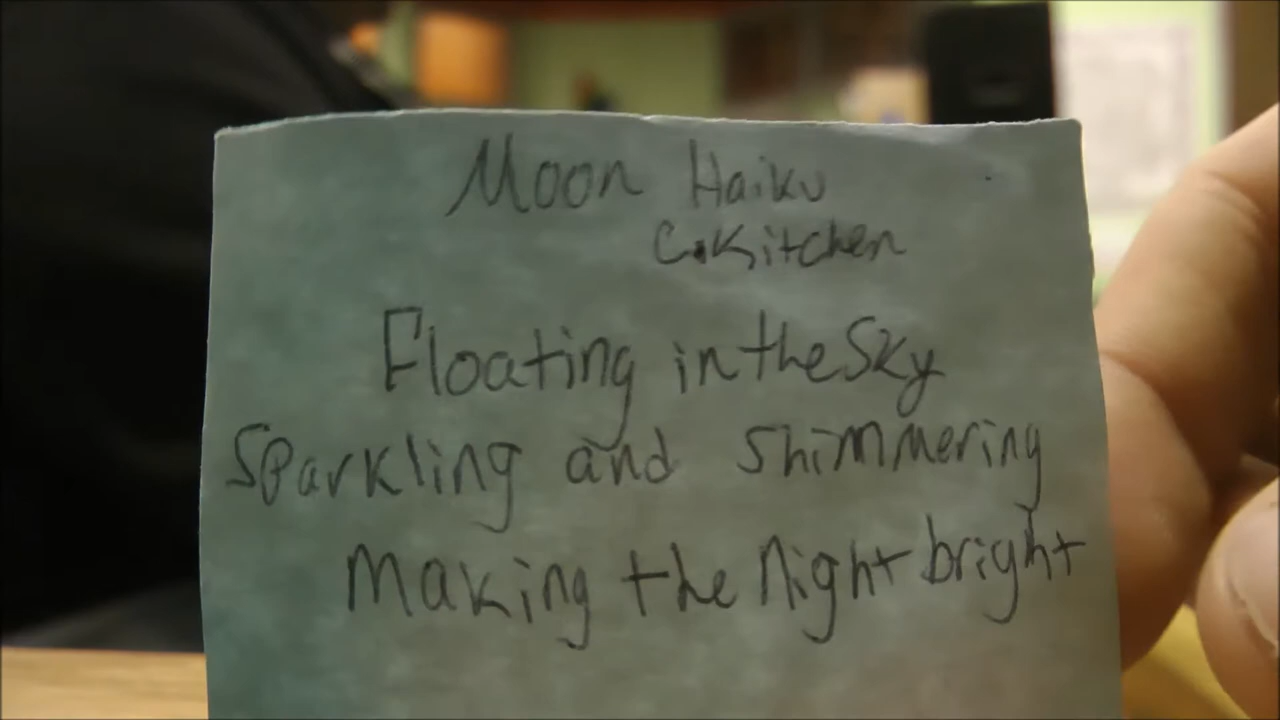 Moon Haiku
C.Kitchen
Floating in the Sky
Sparkling and shimmering
Making the Night bright